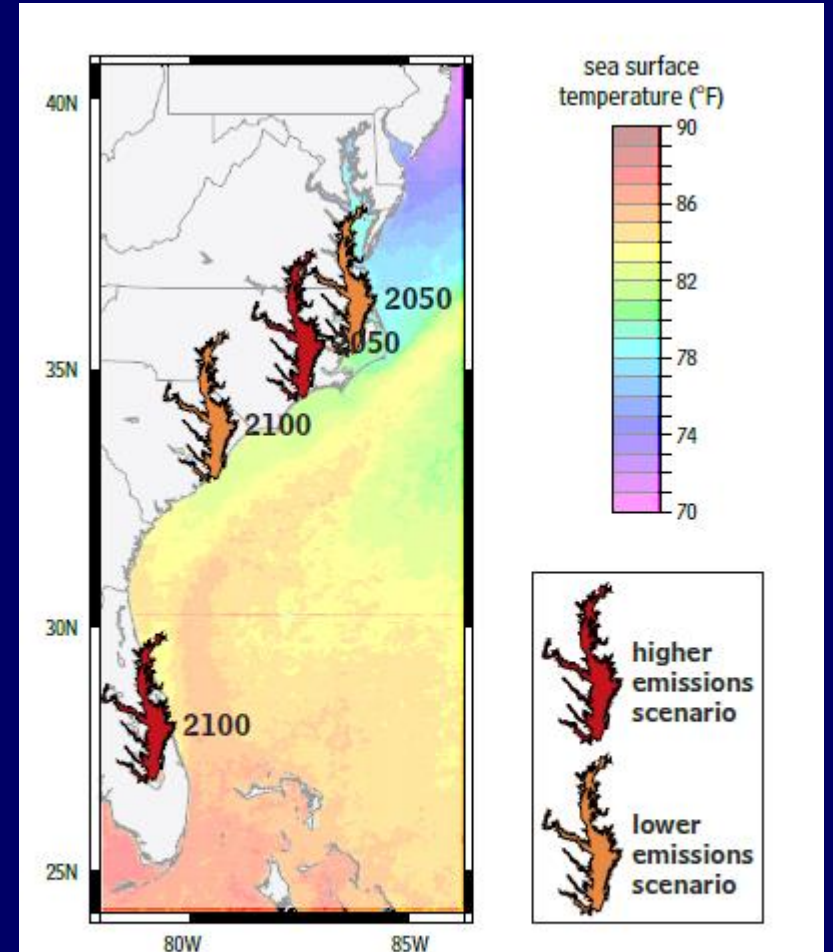 sea surface
temperature (°F)
40N
35N
30N
25N
80W
85W
2050
2050
2100
2100
90
86
82
78
74
70
higher
emissions
scenario
lower
emissions
scenario